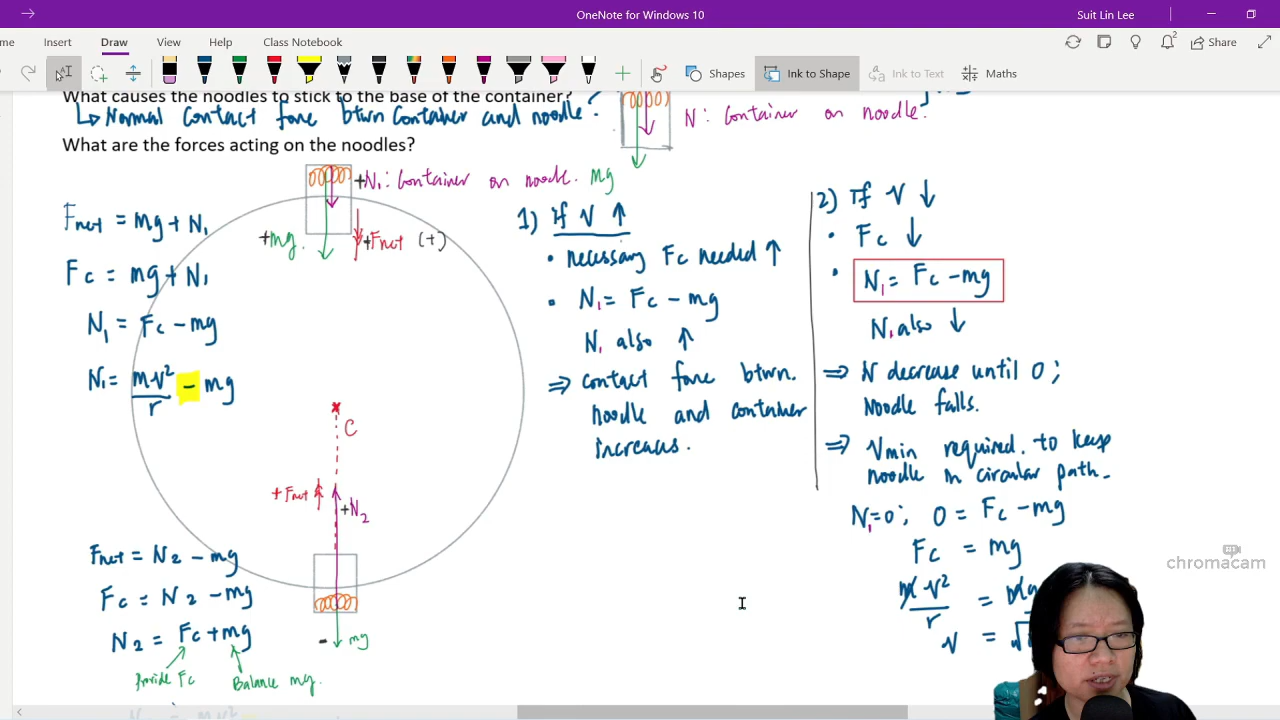 OneNote for Windows 10
Suit Lin Lee
me Insert Draw View Help Class Notebook
Share
Shapes
Ink to Shape
Ink to Text
Maths
What causes the noodles to stick to the base of the container?
↳ Normal contact force btwn container and noodle.
N: container on noodle.
What are the forces acting on the noodles?
+N₁: container on noodle. mg
+mg.
+Fnet (+)
Fnet = mg + N₁
Fc = mg + N₁
N₁ = Fc - mg
N₁ = m v²/r - mg
C
+ Fnet
+N₂
- mg
Fnet = N₂ - mg
Fc = N₂ - mg
N₂ = Fc + mg
Provide Fc
Balance mg.
1) if v ↑
• necessary Fc needed ↑
• N₁ = Fc - mg
N₁ also ↑
⇒ contact force btwn.
noodle and container
increases.
2) If v ↓
• Fc ↓
• N₁ = Fc - mg
N₁ also ↓
⇒ N decrease until 0;
Noodle falls.
⇒ Vmin required to keep
noodle in circular path.
N₁=0; 0 = Fc - mg
Fc = mg
m v²/r =
v = √
chromacam